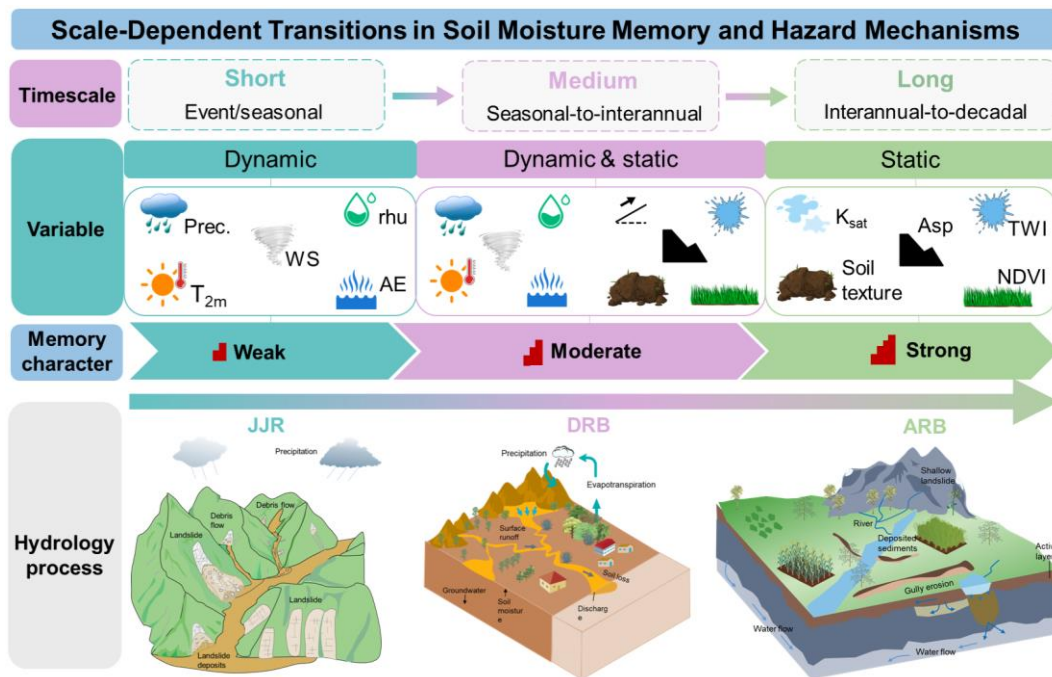 Scale-Dependent Transitions in Soil Moisture Memory and Hazard Mechanisms
Timescale
Short
Event/seasonal
Medium
Seasonal-to-interannual
Long
Interannual-to-decadal
Variable
Dynamic
Dynamic & static
Static
Prec.
rhu
WS
T2m
AE
Ksat
Asp
TWI
Soil
texture
NDVI
Memory
character
Weak
Moderate
Strong
Hydrology
process
JJR
Precipitation
Debris flow
Debris
flow
Landslide
Landslide
Landslide
deposits
DRB
Precipitation
Evapotranspiration
Surface
runoff
Soil loss
Groundwater
Soil
moistur
e
Discharg
e
ARB
Shallow
landslide
River
Deposited
sediments
Gully erosion
Water flow
Water flow